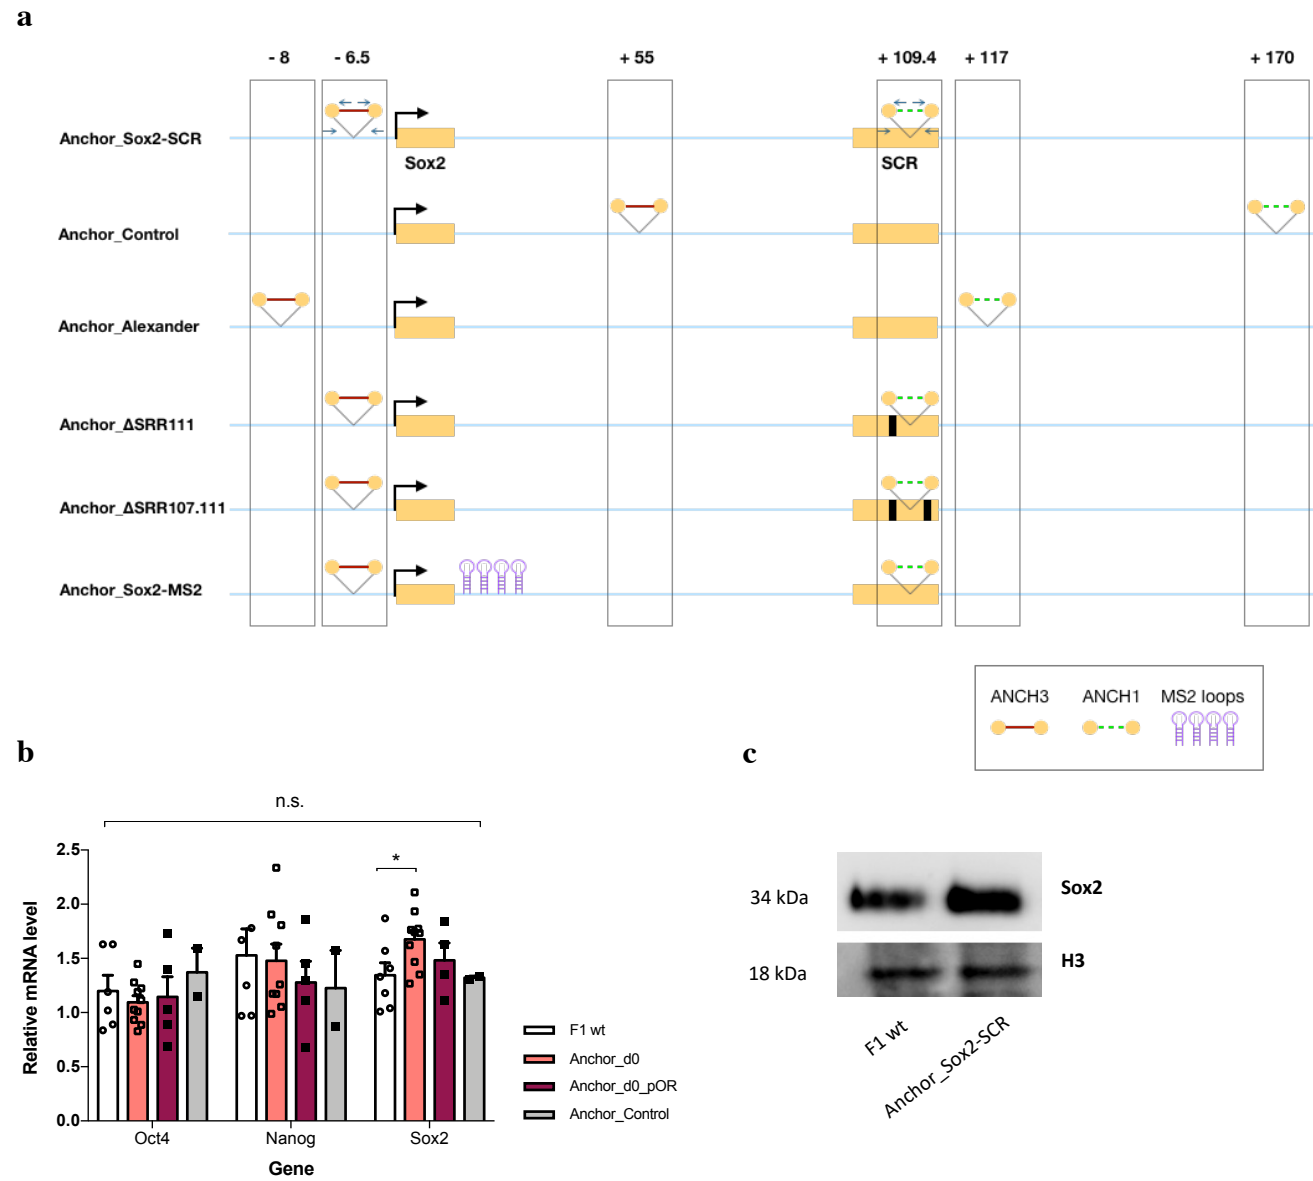 a
- 8 - 6.5 + 55 + 109.4 + 117 + 170
Anchor_Sox2-SCR
Sox2 SCR
Anchor_Control
Anchor_Alexander
Anchor_ΔSRR111
Anchor_ΔSRR107.111
Anchor_Sox2-MS2
ANCH3 ANCH1 MS2 loops
b
n.s.
*
2.5
2.0
1.5
1.0
0.5
0.0
Relative mRNA level
Oct4 Nanog Sox2
Gene
F1 wt
Anchor_d0
Anchor_d0_pOR
Anchor_Control
c
34 kDa Sox2
18 kDa H3
F1 wt
Anchor_Sox2-SCR